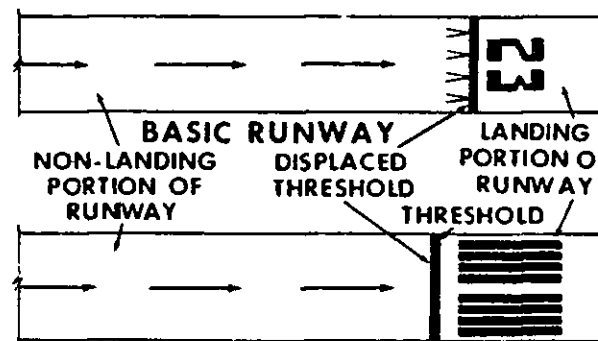 BASIC RUNWAY
NON-LANDING
PORTION OF
RUNWAY
DISPLACED
THRESHOLD
LANDING
PORTION O
RUNWAY
THRESHOLD